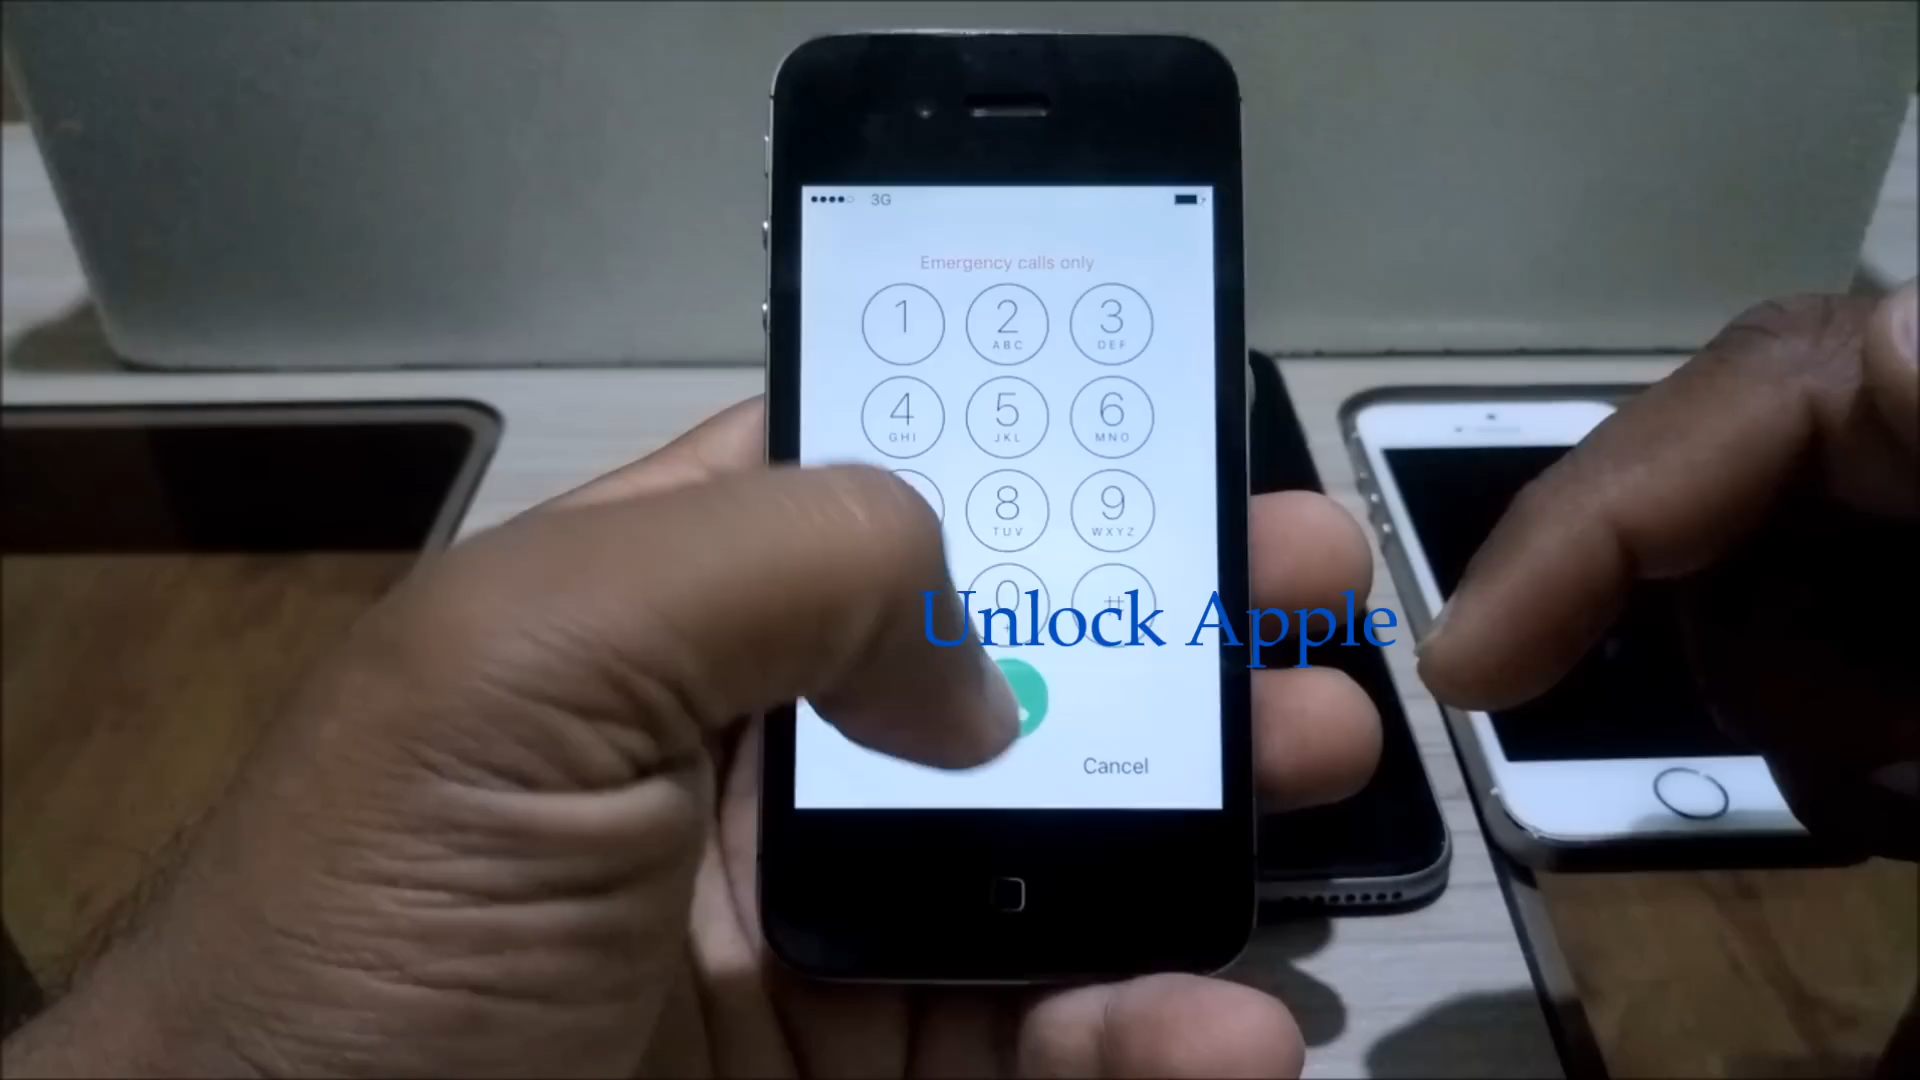 3G
Emergency calls only
1
2
ABC
3
DEF
4
GHI
5
JKL
6
MNO
8
TUV
9
WXYZ
0
#
Unlock Apple
Cancel